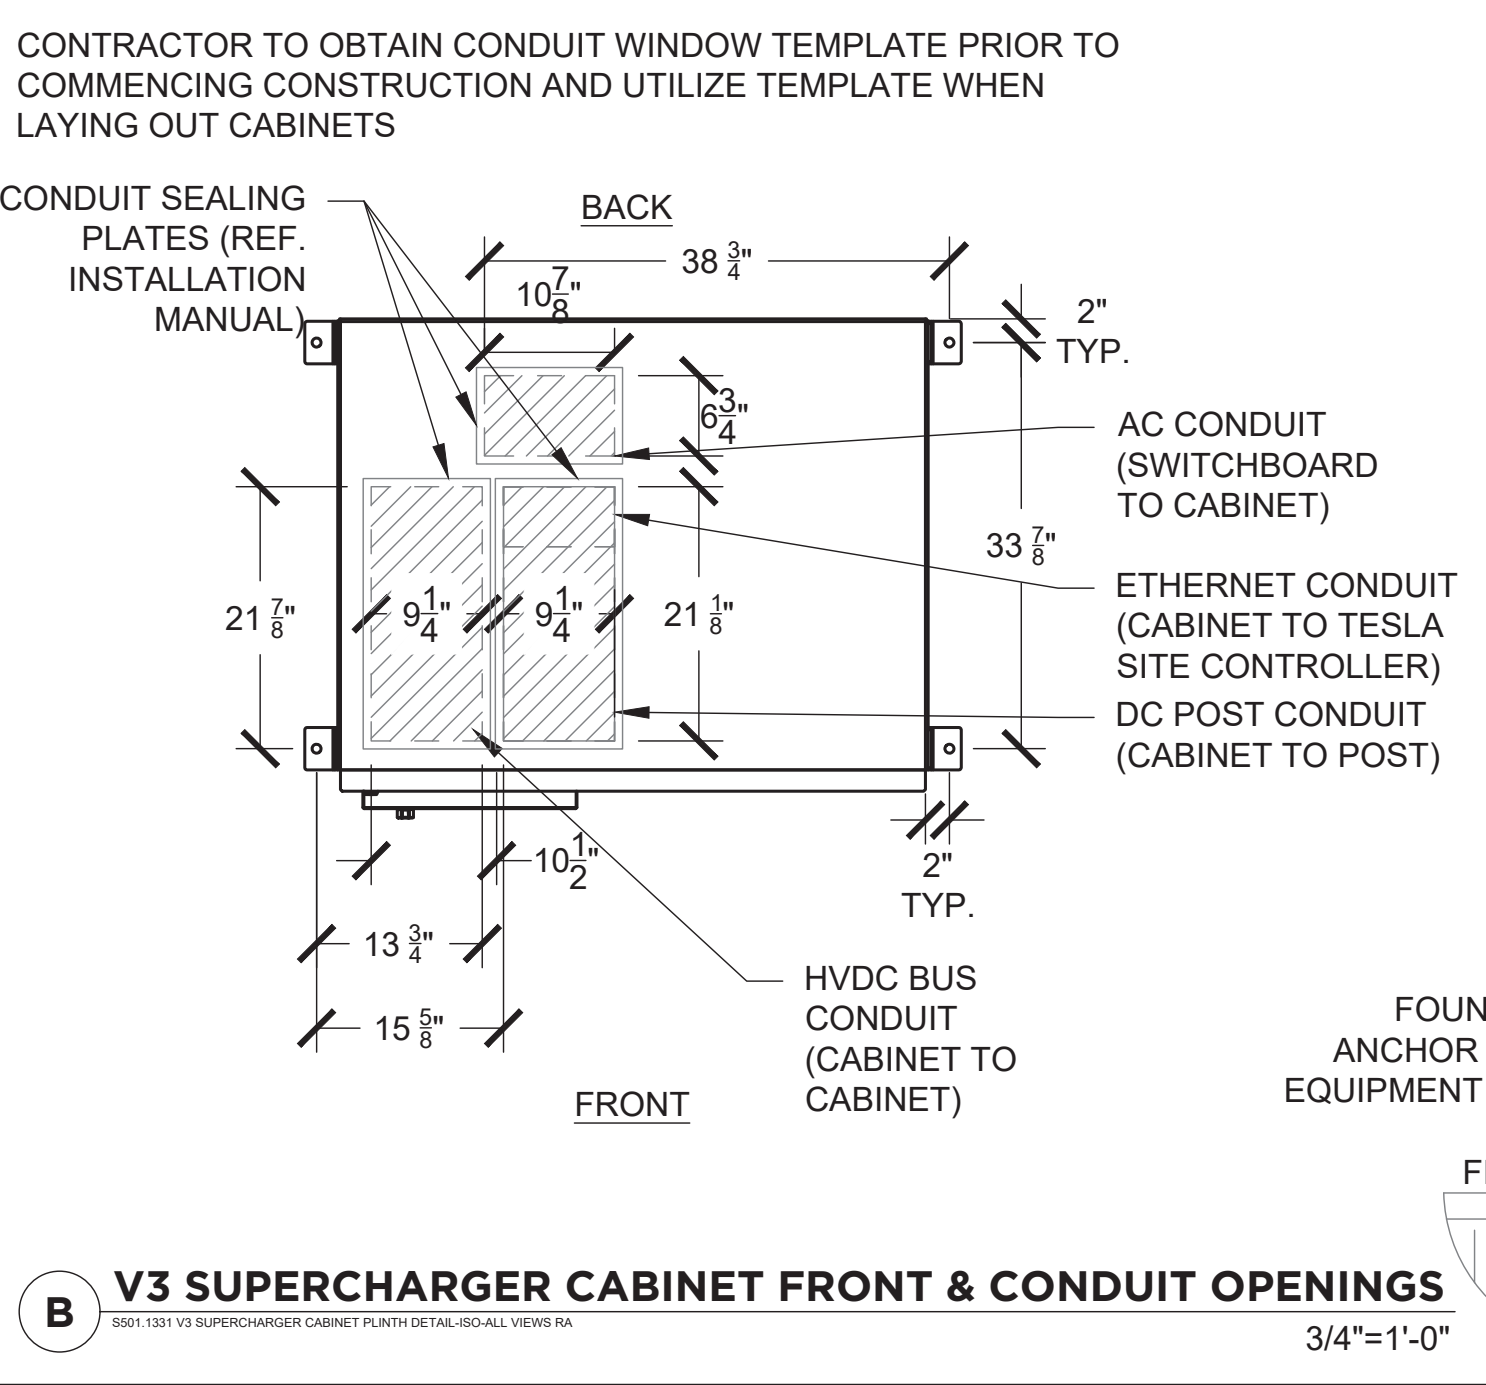 CONTRACTOR TO OBTAIN CONDUIT WINDOW TEMPLATE PRIOR TO
COMMENCING CONSTRUCTION AND UTILIZE TEMPLATE WHEN
LAYING OUT CABINETS
CONDUIT SEALING
PLATES (REF.
INSTALLATION
MANUAL)
BACK
38 3/4"
10 7/8"
2"
TYP.
6 3/4"
AC CONDUIT
(SWITCHBOARD
TO CABINET)
33 7/8"
ETHERNET CONDUIT
(CABINET TO TESLA
SITE CONTROLLER)
21 7/8"
9 1/4"
9 1/4"
21 1/8"
DC POST CONDUIT
(CABINET TO POST)
10 1/2"
2"
TYP.
13 3/4"
15 5/8"
HVDC BUS
CONDUIT
(CABINET TO
CABINET)
FRONT
FOUN
ANCHOR
EQUIPMENT
B
V3 SUPERCHARGER CABINET FRONT & CONDUIT OPENINGS
S501.1331 V3 SUPERCHARGER CABINET PLINTH DETAIL-ISO-ALL VIEWS RA
3/4"=1'-0"